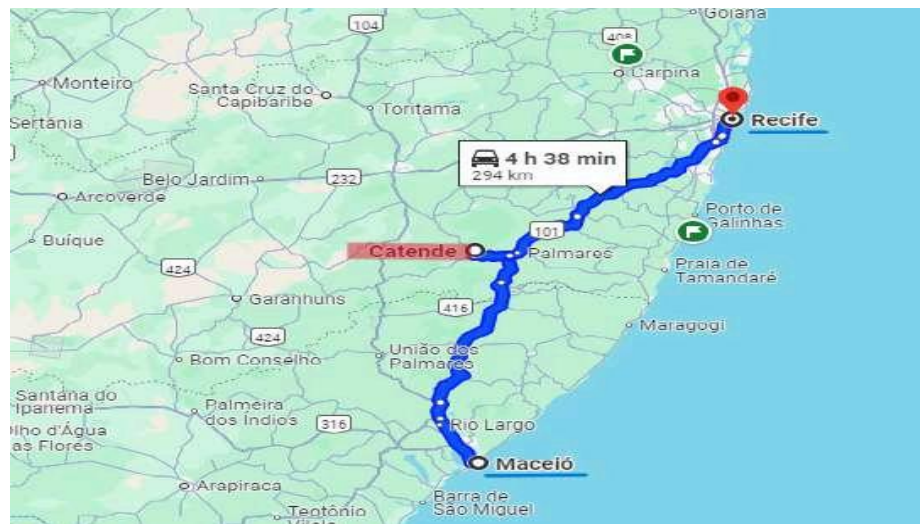 Goiana
104
408
Carpina
Monteiro
Santa Cruz do
Capibaribe
Toritama
Sertânia
Recife
4 h 38 min
294 km
Belo Jardim
232
Arcoverde
Porto de
Galinhas
Buíque
101
Catende
Palmares
424
Praia de
Tamandaré
Garanhuns
416
Maragogi
424
Bom Conselho
União dos
Palmares
Santana do
Ipanema
Palmeira
dos Índios
316
Rio Largo
lho d'Água
as Flores
Maceió
Arapiraca
Barra de
São Miguel
Teotônio
Vilela